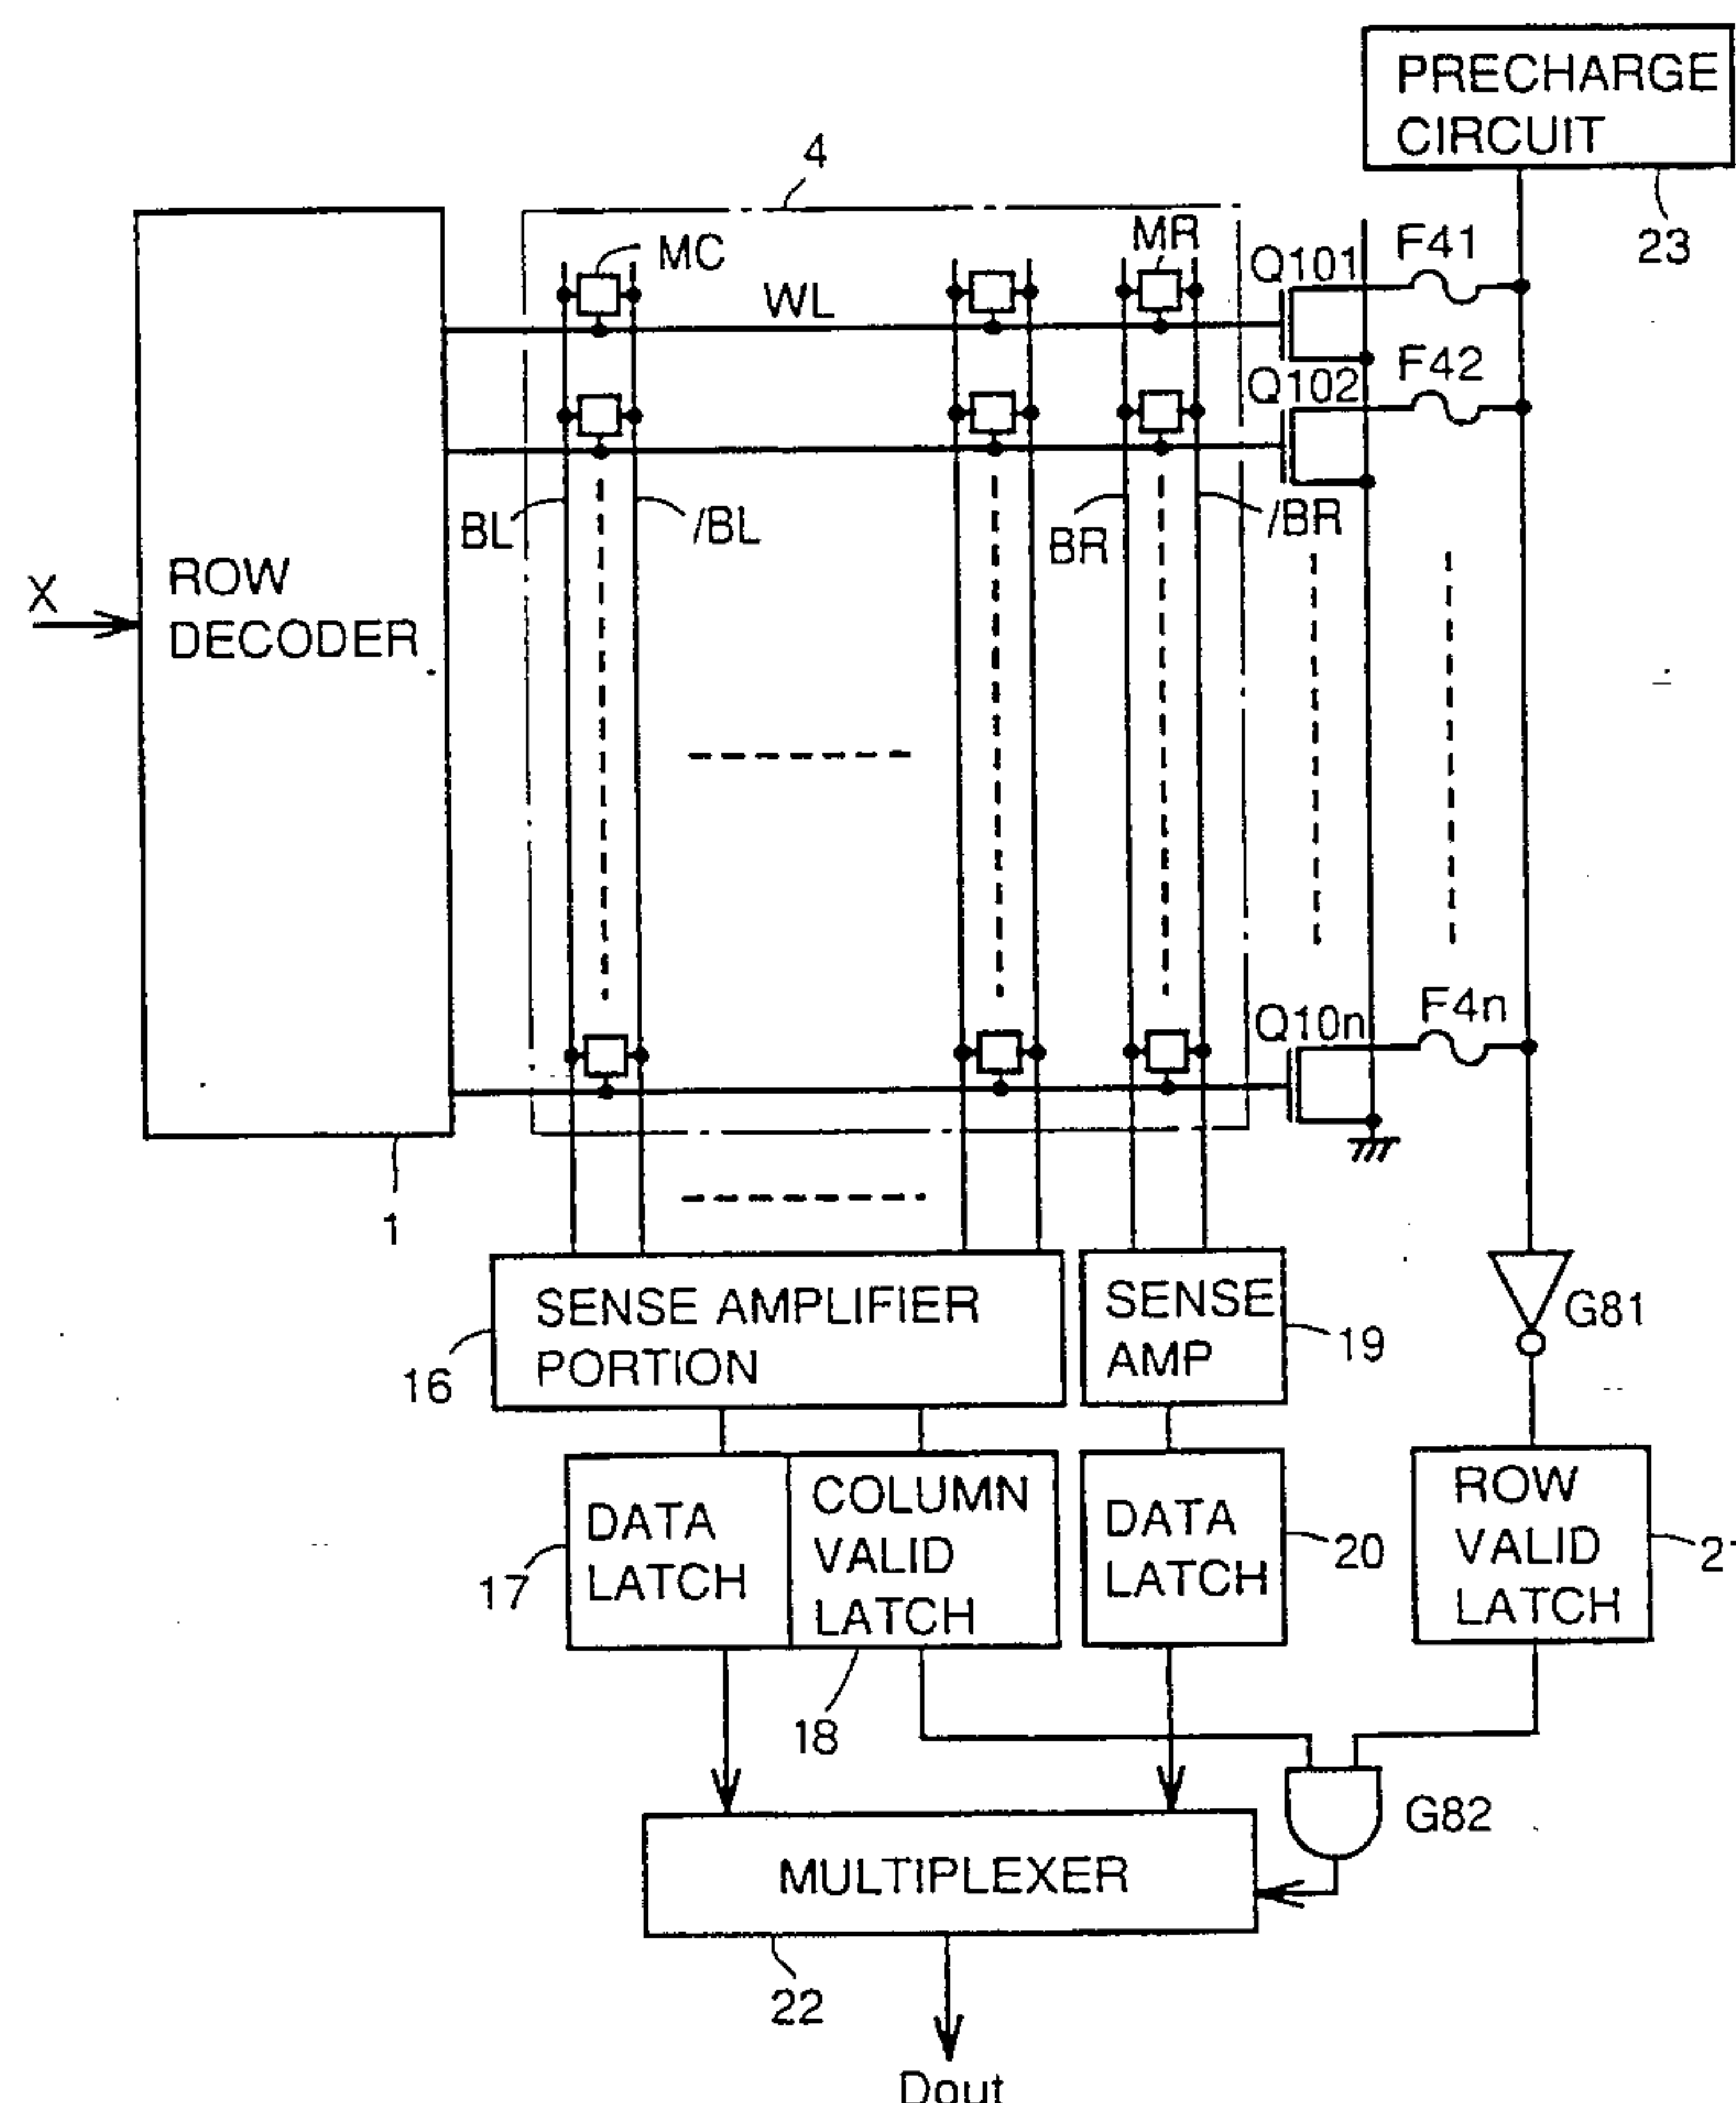 PRECHARGE
CIRCUIT
23
4
MC
WL
MR
Q101
F41
Q102
F42
BL
/BL
BR
/BR
X
ROW
DECODER
1
Q10n
F4n
SENSE AMPLIFIER
PORTION
16
SENSE
AMP
19
G81
DATA
LATCH
17
COLUMN
VALID
LATCH
18
DATA
LATCH
20
ROW
VALID
LATCH
G82
MULTIPLEXER
22
Dout